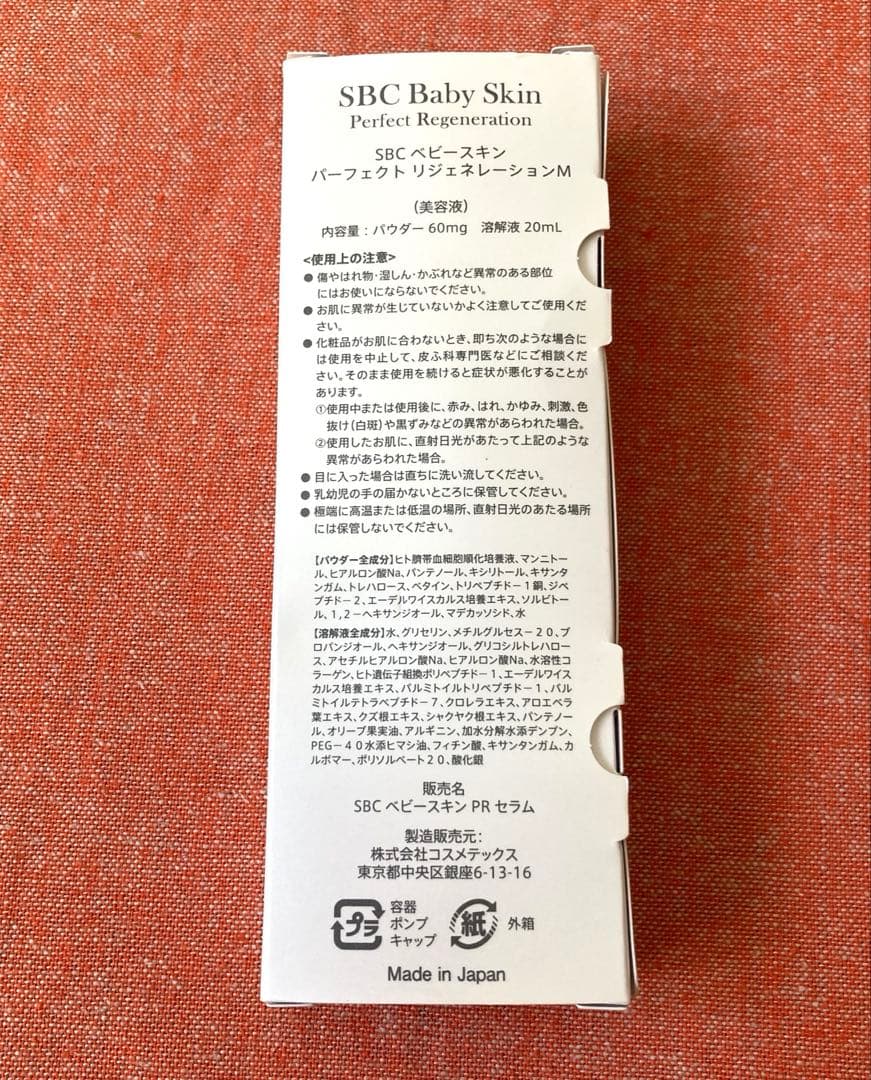 SBC Baby Skin
Perfect Regeneration
SBC ベビースキン
パーフェクト リジェネレーションM
(美容液)
内容量：パウダー 60mg　溶解液 20mL
<使用上の注意>
● 傷やはれ物・湿しん・かぶれなど異常のある部位
にはお使いにならないでください。
● お肌に異常が生じていないかよく注意してご使用くだ
さい。
● 化粧品がお肌に合わないとき、即ち次のような場合に
は使用を中止して、皮ふ科専門医などにご相談くだ
さい。そのまま使用を続けると症状が悪化することが
あります。
①使用中または使用後に、赤み、はれ、かゆみ、刺激、色
抜け(白斑)や黒ずみなどの異常があらわれた場合。
②使用したお肌に、直射日光があたって上記のような
異常があらわれた場合。
● 目に入った場合は直ちに洗い流してください。
● 乳幼児の手の届かないところに保管してください。
● 極端に高温または低温の場所、直射日光のあたる場所
には保管しないでください。
【パウダー全成分】ヒト臍帯血細胞順化培養液、マンニトー
ル、ヒアルロン酸Na、パンテノール、キシリトール、キサンタ
ンガム、トレハロース、ベタイン、トリペプチド－1銅、ジペ
プチド－2、エーデルワイスカルス培養エキス、ソルビトー
ル、1,2－ヘキサンジオール、マデカッソシド、水
【溶解液全成分】水、グリセリン、メチルグルセス－20、プ
ロパンジオール、ヘキサンジオール、グリコシルトレハロー
ス、アセチルヒアルロン酸Na、ヒアルロン酸Na、水溶性コ
ラーゲン、ヒト遺伝子組換ポリペプチド－1、エーデルワイス
カルス培養エキス、パルミトイルトリペプチド－1、パル
ミトイルテトラペプチド－7、クロレラエキス、アロエベラ
葉エキス、クズ根エキス、シャクヤク根エキス、パンテノー
ル、オリーブ果実油、アルギニン、加水分解水添デンプン、
PEG－40水添ヒマシ油、フィチン酸、キサンタンガム、カ
ルボマー、ポリソルベート20、酸化銀
販売名
SBC ベビースキン PR セラム
製造販売元：
株式会社コスメテックス
東京都中央区銀座6-13-16
プラ
容器
ポンプ
キャップ
紙
外箱
Made in Japan